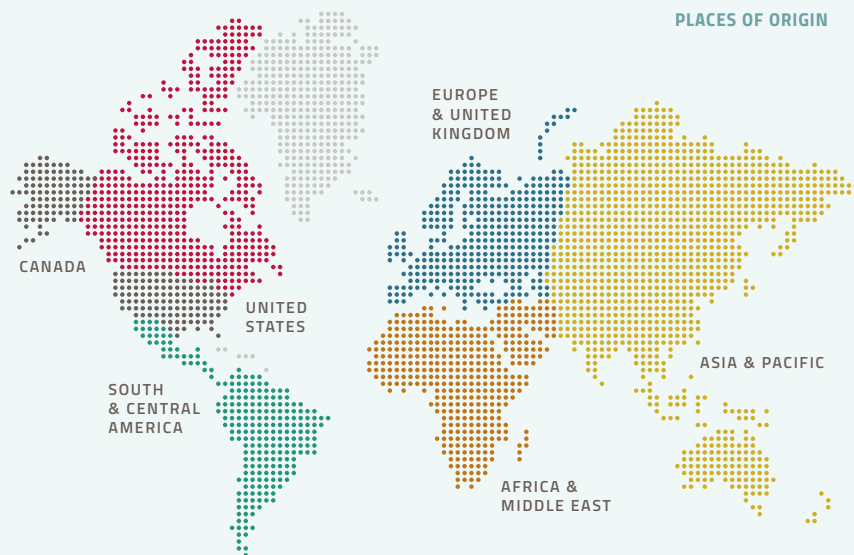 PLACES OF ORIGIN
EUROPE
& UNITED
KINGDOM
CANADA
UNITED
STATES
ASIA & PACIFIC
SOUTH
& CENTRAL
AMERICA
AFRICA &
MIDDLE EAST